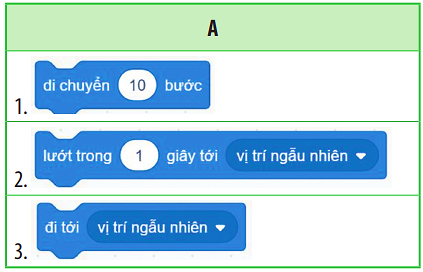 A
1. di chuyển 10 bước
2. lướt trong 1 giây tới vị trí ngẫu nhiên
3. đi tới vị trí ngẫu nhiên